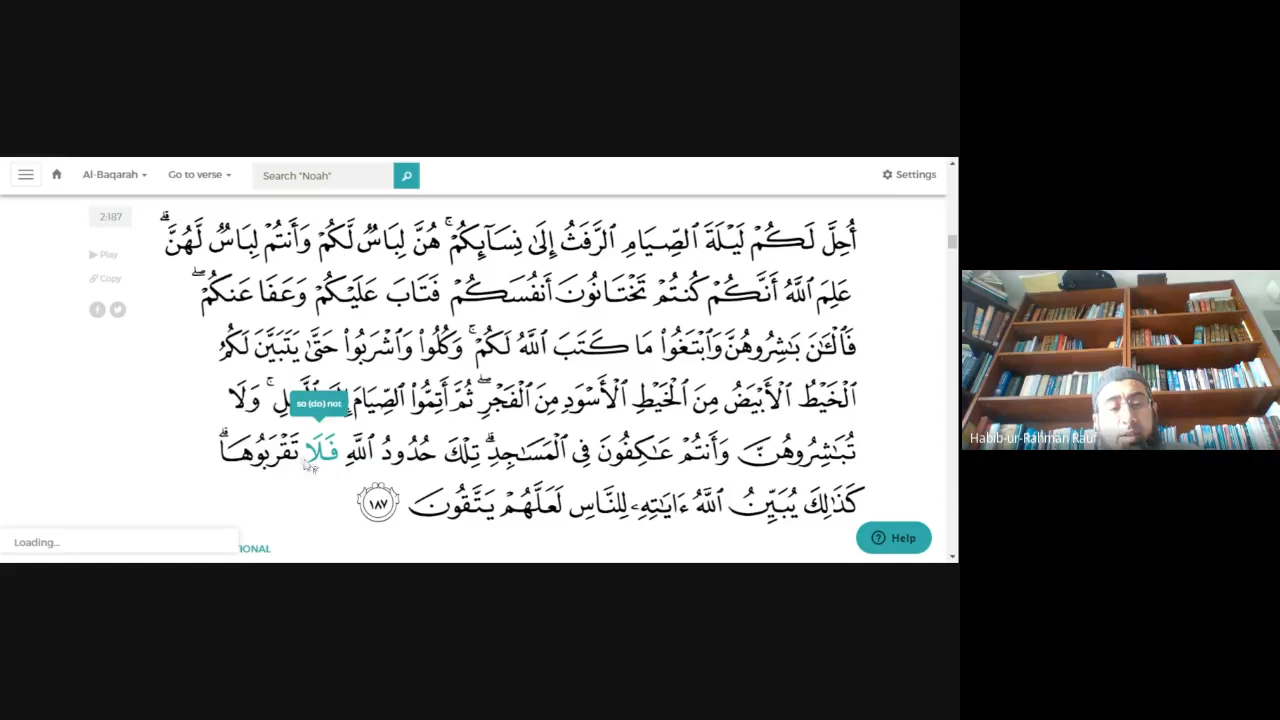 Al-Baqarah Go to verse Search "Noah" Settings
2:187
Play
Copy
أُحِلَّ لَكُمْ لَيْلَةَ ٱلصِّيَامِ ٱلرَّفَثُ إِلَىٰ نِسَآئِكُمْ ۚ هُنَّ لِبَاسٌ لَّكُمْ وَأَنتُمْ لِبَاسٌ لَّهُنَّ ۗ
عَلِمَ ٱللَّهُ أَنَّكُمْ كُنتُمْ تَخْتَانُونَ أَنفُسَكُمْ فَتَابَ عَلَيْكُمْ وَعَفَا عَنكُمْ ۖ
فَٱلْـَٔـٰنَ بَـٰشِرُوهُنَّ وَٱبْتَغُوا۟ مَا كَتَبَ ٱللَّهُ لَكُمْ ۚ وَكُلُوا۟ وَٱشْرَبُوا۟ حَتَّىٰ يَتَبَيَّنَ لَكُمُ
ٱلْخَيْطُ ٱلْأَبْيَضُ مِنَ ٱلْخَيْطِ ٱلْأَسْوَدِ مِنَ ٱلْفَجْرِ ۖ ثُمَّ أَتِمُّوا۟ ٱلصِّيَامَ ۚ وَلَا
so (do) not
تُبَـٰشِرُوهُنَّ وَأَنتُمْ عَـٰكِفُونَ فِى ٱلْمَسَـٰجِدِ ۗ تِلْكَ حُدُودُ ٱللَّهِ فَلَا تَقْرَبُوهَا ۗ
كَذَٰلِكَ يُبَيِّنُ ٱللَّهُ ءَايَـٰتِهِۦ لِلنَّاسِ لَعَلَّهُمْ يَتَّقُونَ ١٨٧
Loading...
IONAL
Help
Habib-ur-Rahman Rauf